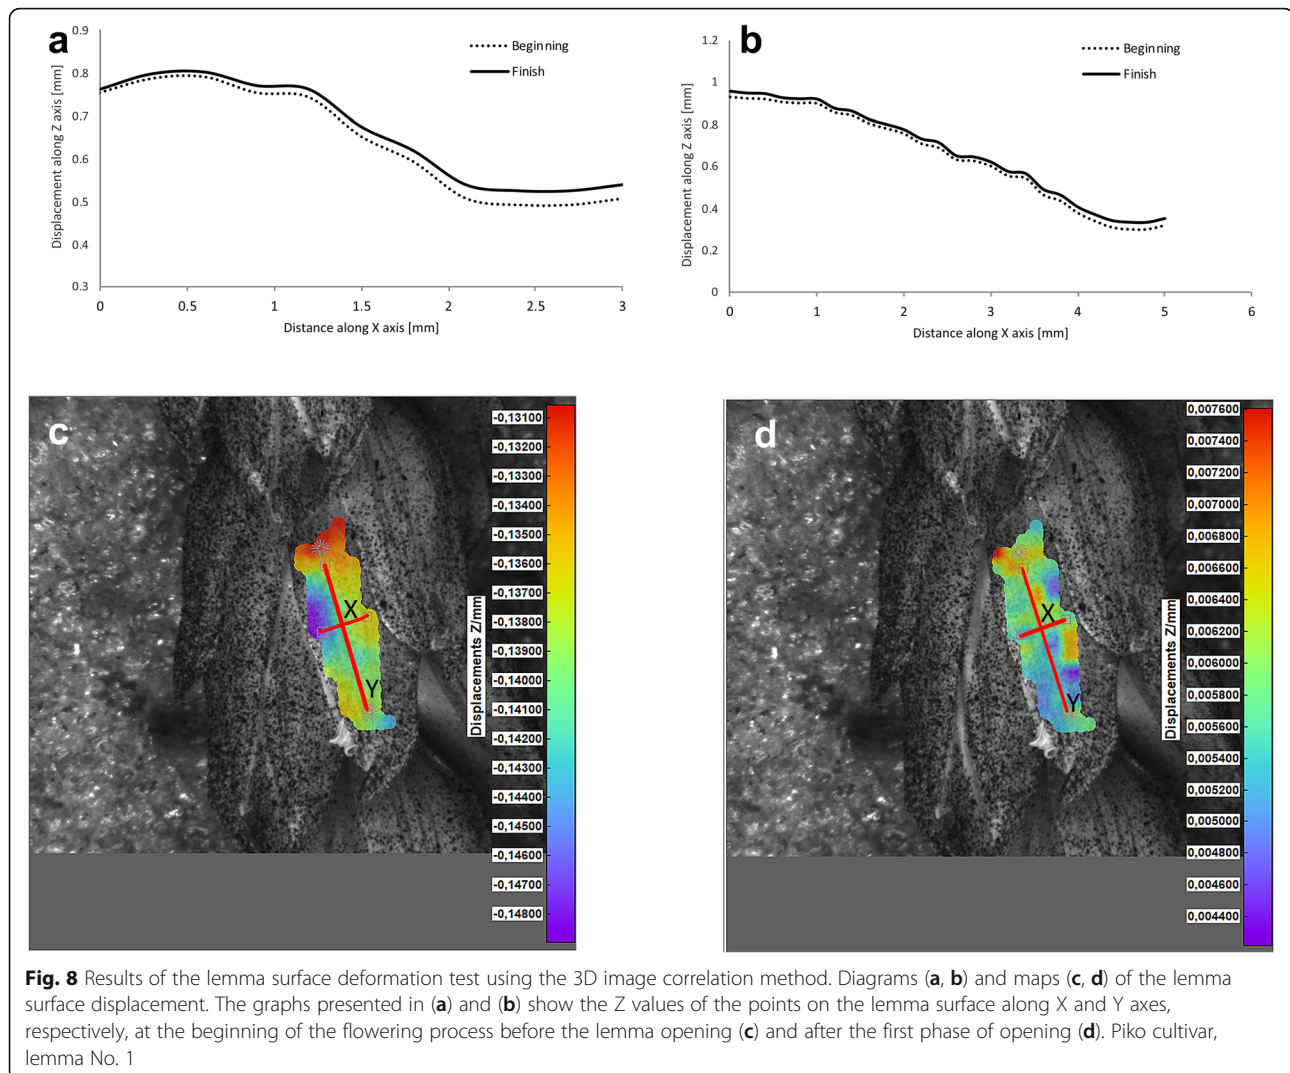 a
0.9
0.8
0.7
0.6
0.5
0.4
0.3
Displacement along Z axis [mm]
Beginning
Finish
0 0.5 1 1.5 2 2.5 3
Distance along X axis [mm]
b
1.2
1
0.8
0.6
0.4
0.2
0
Displacement along Z axis [mm]
Beginning
Finish
0 1 2 3 4 5 6
Distance along X axis [mm]
c
X
Y
Displacements Z/mm
-0,13100
-0,13200
-0,13300
-0,13400
-0,13500
-0,13600
-0,13700
-0,13800
-0,13900
-0,14000
-0,14100
-0,14200
-0,14300
-0,14400
-0,14500
-0,14600
-0,14700
-0,14800
d
X
Y
Displacements Z/mm
0,007600
0,007400
0,007200
0,007000
0,006800
0,006600
0,006400
0,006200
0,006000
0,005800
0,005600
0,005400
0,005200
0,005000
0,004800
0,004600
0,004400
Fig. 8 Results of the lemma surface deformation test using the 3D image correlation method. Diagrams (a, b) and maps (c, d) of the lemma
surface displacement. The graphs presented in (a) and (b) show the Z values of the points on the lemma surface along X and Y axes,
respectively, at the beginning of the flowering process before the lemma opening (c) and after the first phase of opening (d). Piko cultivar,
lemma No. 1